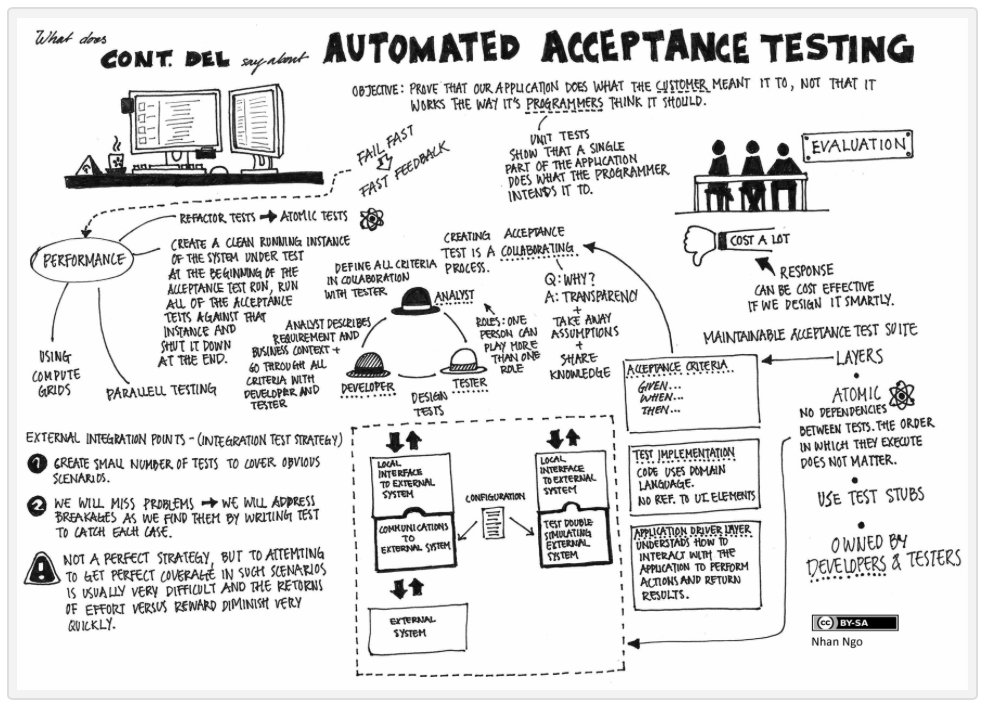 What does
CONT. DEL say about AUTOMATED ACCEPTANCE TESTING
OBJECTIVE: PROVE THAT OUR APPLICATION DOES WHAT THE CUSTOMER MEANT IT TO, NOT THAT IT
WORKS THE WAY IT'S PROGRAMMERS THINK IT SHOULD.
UNIT TESTS
SHOW THAT A SINGLE
PART OF THE APPLICATION
DOES WHAT THE PROGRAMMER
INTENDS IT TO.
FAIL FAST
FAST FEEDBACK
EVALUATION
COST A LOT
RESPONSE
CAN BE COST EFFECTIVE
IF WE DESIGN IT SMARTLY.
PERFORMANCE
REFACTOR TESTS → ATOMIC TESTS
CREATE A CLEAN RUNNING INSTANCE
OF THE SYSTEM UNDER TEST
AT THE BEGINNING OF THE
ACCEPTANCE TEST RUN, RUN
ALL OF THE ACCEPTANCE
TESTS AGAINST THAT
INSTANCE AND
SHUT IT DOWN
AT THE END.
USING
COMPUTE
GRIDS
PARALLELL TESTING
CREATING ACCEPTANCE
TEST IS A COLLABORATING
PROCESS.
Q: WHY?
A: TRANSPARENCY
+
TAKE AWAY
ASSUMPTIONS
+
SHARE
KNOWLEDGE
DEFINE ALL CRITERIA
IN COLLABORATION
WITH TESTER
ANALYST
ROLES: ONE
PERSON CAN
PLAY MORE
THAN ONE
ROLE
ANALYST DESCRIBES
REQUIREMENT AND
BUSINESS CONTEXT +
GO THROUGH ALL
CRITERIA WITH
DEVELOPER AND
TESTER
DEVELOPER
TESTER
DESIGN
TESTS
MAINTAINABLE ACCEPTANCE TEST SUITE
LAYERS
•
ATOMIC
NO DEPENDENCIES
BETWEEN TESTS. THE ORDER
IN WHICH THEY EXECUTE
DOES NOT MATTER.
•
USE TEST STUBS
•
OWNED BY
DEVELOPERS & TESTERS
ACCEPTANCE CRITERIA
GIVEN...
WHEN...
THEN...
TEST IMPLEMENTATION
CODE USES DOMAIN
LANGUAGE.
NO REF. TO UI ELEMENTS
APPLICATION DRIVER LAYER
UNDERSTADS HOW TO
INTERACT WITH THE
APPLICATION TO PERFORM
ACTIONS AND RETURN
RESULTS.
EXTERNAL INTEGRATION POINTS - (INTEGRATION TEST STRATEGY)
1 CREATE SMALL NUMBER OF TESTS TO COVER OBVIOUS
SCENARIOS.
2 WE WILL MISS PROBLEMS → WE WILL ADDRESS
BREAKAGES AS WE FIND THEM BY WRITING TEST
TO CATCH EACH CASE.
! NOT A PERFECT STRATEGY, BUT TO ATTEMTING
TO GET PERFECT COVERAGE IN SUCH SCENARIOS
IS USUALLY VERY DIFFICULT AND THE RETORNS
OF EFFORT VERSUS REWARD DIMINISH VERY
QUICKLY.
LOCAL
INTERFACE
TO EXTERNAL
SYSTEM
COMMUNICATIONS
TO
EXTERNAL SYSTEM
EXTERNAL
SYSTEM
CONFIGURATION
LOCAL
INTERFACE
TO EXTERNAL
SYSTEM
TEST DOUBLE
SIMULATING
EXTERNAL
SYSTEM
cc BY-SA
Nhan Ngo